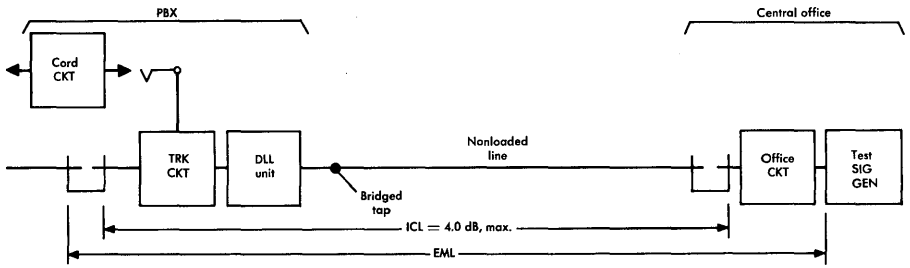 PBX
Central office
Cord
CKT
TRK
CKT
DLL
unit
Nonloaded
line
Bridged
tap
Office
CKT
Test
SIG
GEN
ICL = 4.0 dB, max.
EML